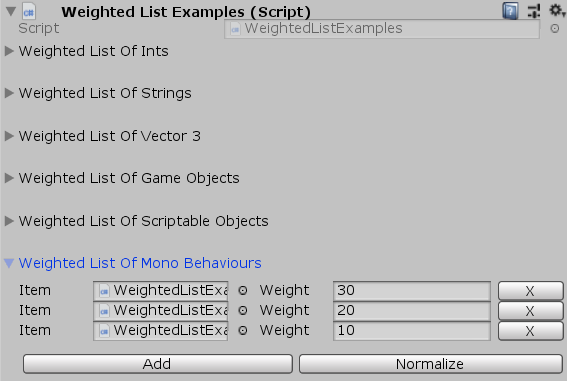 Weighted List Examples (Script)
Script WeightedListExamples
Weighted List Of Ints
Weighted List Of Strings
Weighted List Of Vector 3
Weighted List Of Game Objects
Weighted List Of Scriptable Objects
Weighted List Of Mono Behaviours
Item WeightedListExa Weight 30 X
Item WeightedListExa Weight 20 X
Item WeightedListExa Weight 10 X
Add Normalize